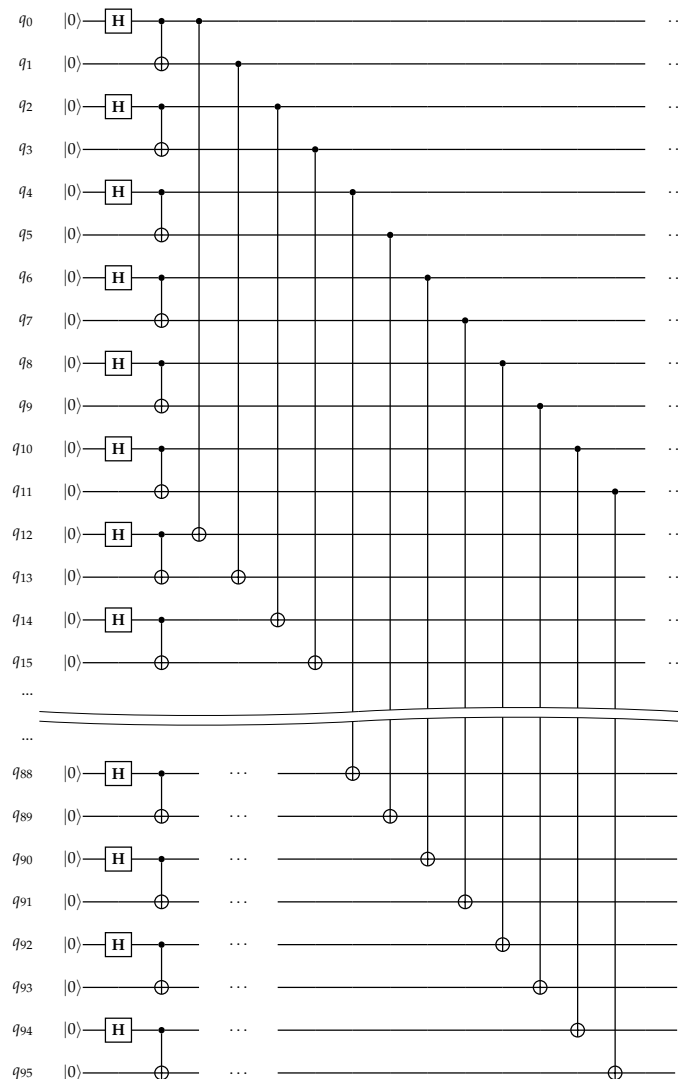 q0 |0⟩ H ..
q1 |0⟩ ..
q2 |0⟩ H ..
q3 |0⟩ ..
q4 |0⟩ H ..
q5 |0⟩ ..
q6 |0⟩ H ..
q7 |0⟩ ..
q8 |0⟩ H ..
q9 |0⟩ ..
q10 |0⟩ H ..
q11 |0⟩ ..
q12 |0⟩ H ..
q13 |0⟩ ..
q14 |0⟩ H ..
q15 |0⟩ ..
...
...
q88 |0⟩ H ...
q89 |0⟩ ...
q90 |0⟩ H ...
q91 |0⟩ ...
q92 |0⟩ H ...
q93 |0⟩ ...
q94 |0⟩ H ...
q95 |0⟩ ...